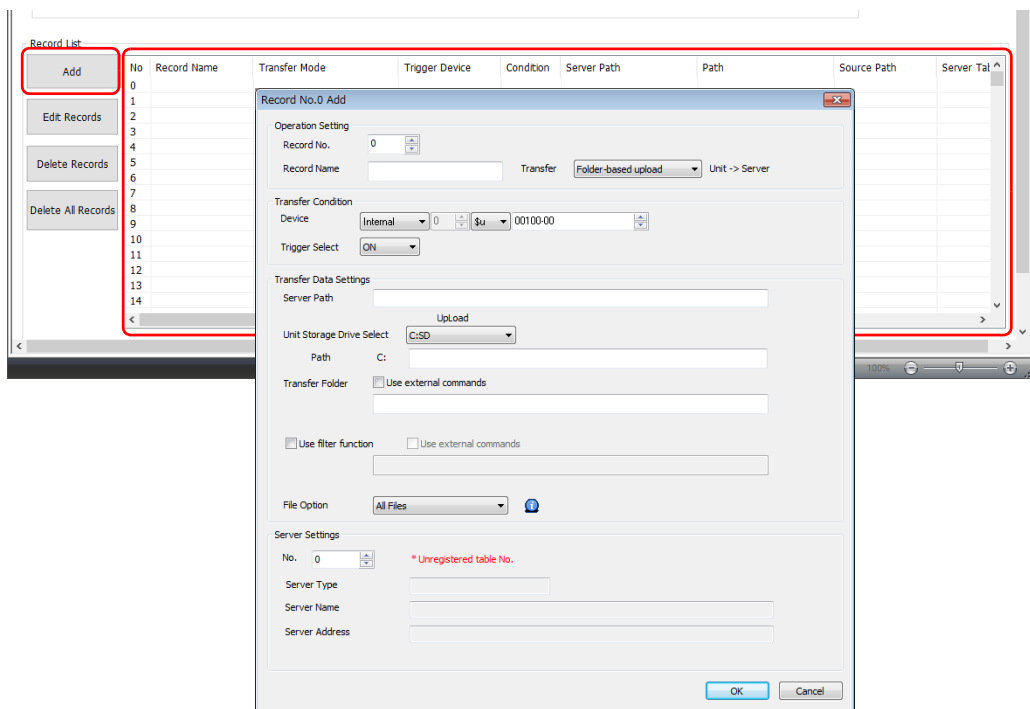 Record List
Add
Edit Records
Delete Records
Delete All Records
No Record Name Transfer Mode Trigger Device Condition Server Path Path Source Path Server Tal
0
1
2
3
4
5
6
7
8
9
10
11
12
13
14
Record No.0 Add
Operation Setting
Record No. 0
Record Name Transfer Folder-based upload Unit -> Server
Transfer Condition
Device Internal 0 $u 00100-00
Trigger Select ON
Transfer Data Settings
Server Path
UpLoad
Unit Storage Drive Select C:SD
Path C:
Transfer Folder Use external commands
Use filter function Use external commands
File Option All Files
Server Settings
No. 0 * Unregistered table No.
Server Type
Server Name
Server Address
OK Cancel
100%